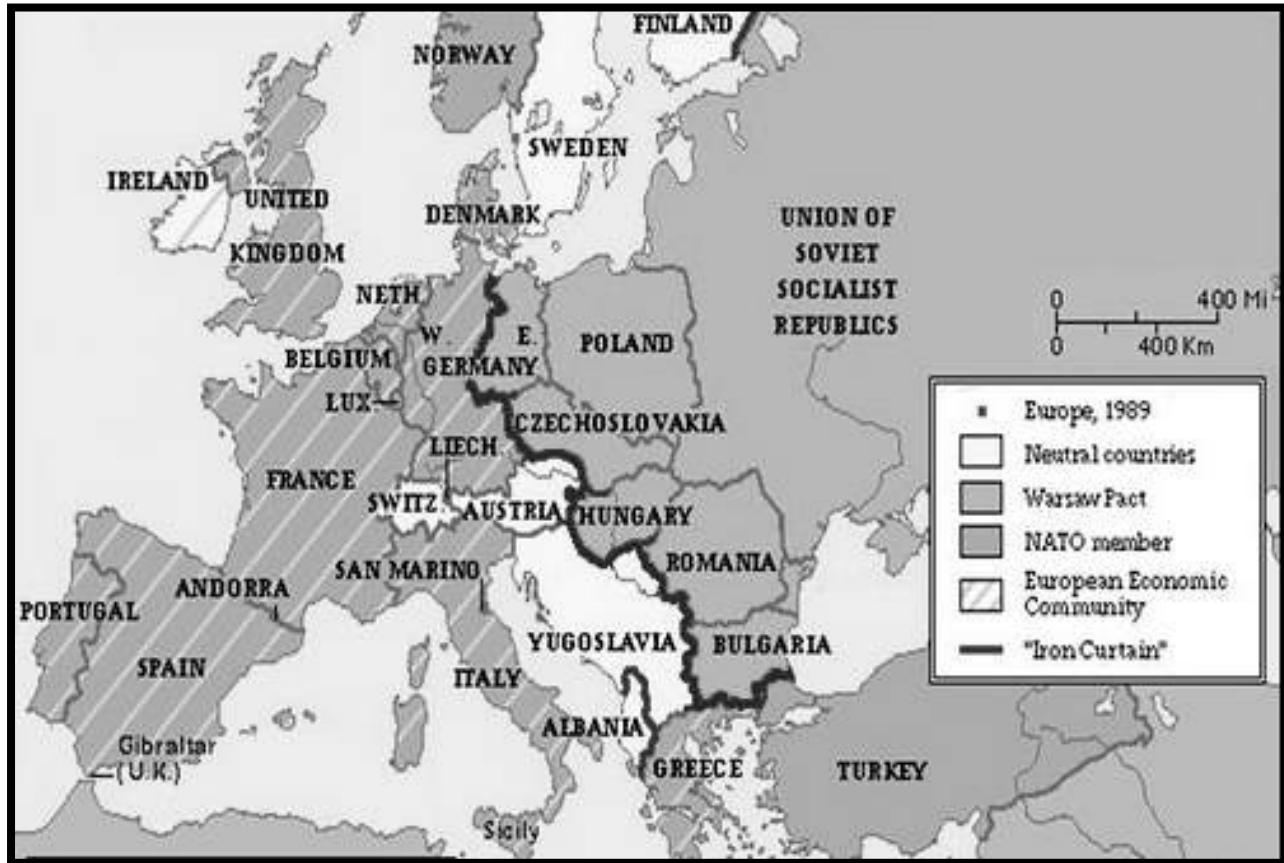 FINLAND
NORWAY
SWEDEN
IRELAND
UNITED
KINGDOM
DENMARK
UNION OF
SOVIET
SOCIALIST
REPUBLICS
NETH
W.
E.
GERMANY
POLAND
BELGIUM
LUX.
CZECHOSLOVAKIA
LIECH.
FRANCE
SWITZ.
AUSTRIA
HUNGARY
ROMANIA
SAN MARINO
ANDORRA
PORTUGAL
SPAIN
YUGOSLAVIA
BULGARIA
ITALY
ALBANIA
GREECE
TURKEY
Gibraltar
(U.K.)
Sicily
0 400 Mi
0 400 Km
Europe, 1989
Neutral countries
Warsaw Pact
NATO member
European Economic
Community
"Iron Curtain"